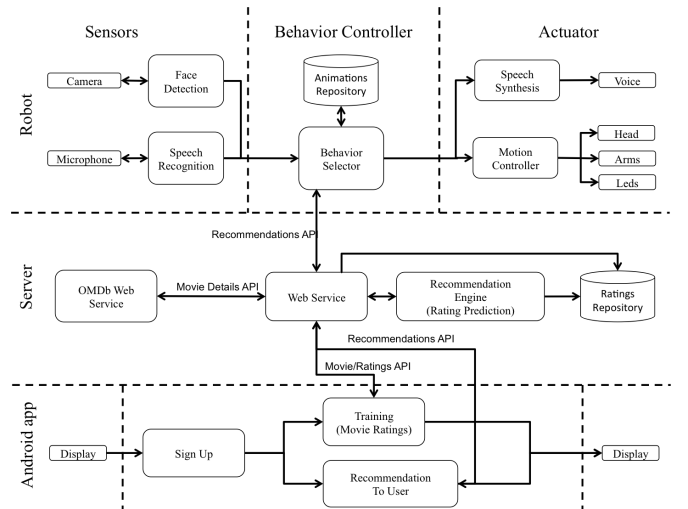 Sensors
Behavior Controller
Actuator
Robot
Camera
Face
Detection
Animations
Repository
Speech
Synthesis
Voice
Microphone
Speech
Recognition
Behavior
Selector
Motion
Controller
Head
Arms
Leds
Recommendations API
Server
OMDb Web
Service
Movie Details API
Web Service
Recommendation
Engine
(Rating Prediction)
Ratings
Repository
Recommendations API
Movie/Ratings API
Android app
Display
Sign Up
Training
(Movie Ratings)
Recommendation
To User
Display